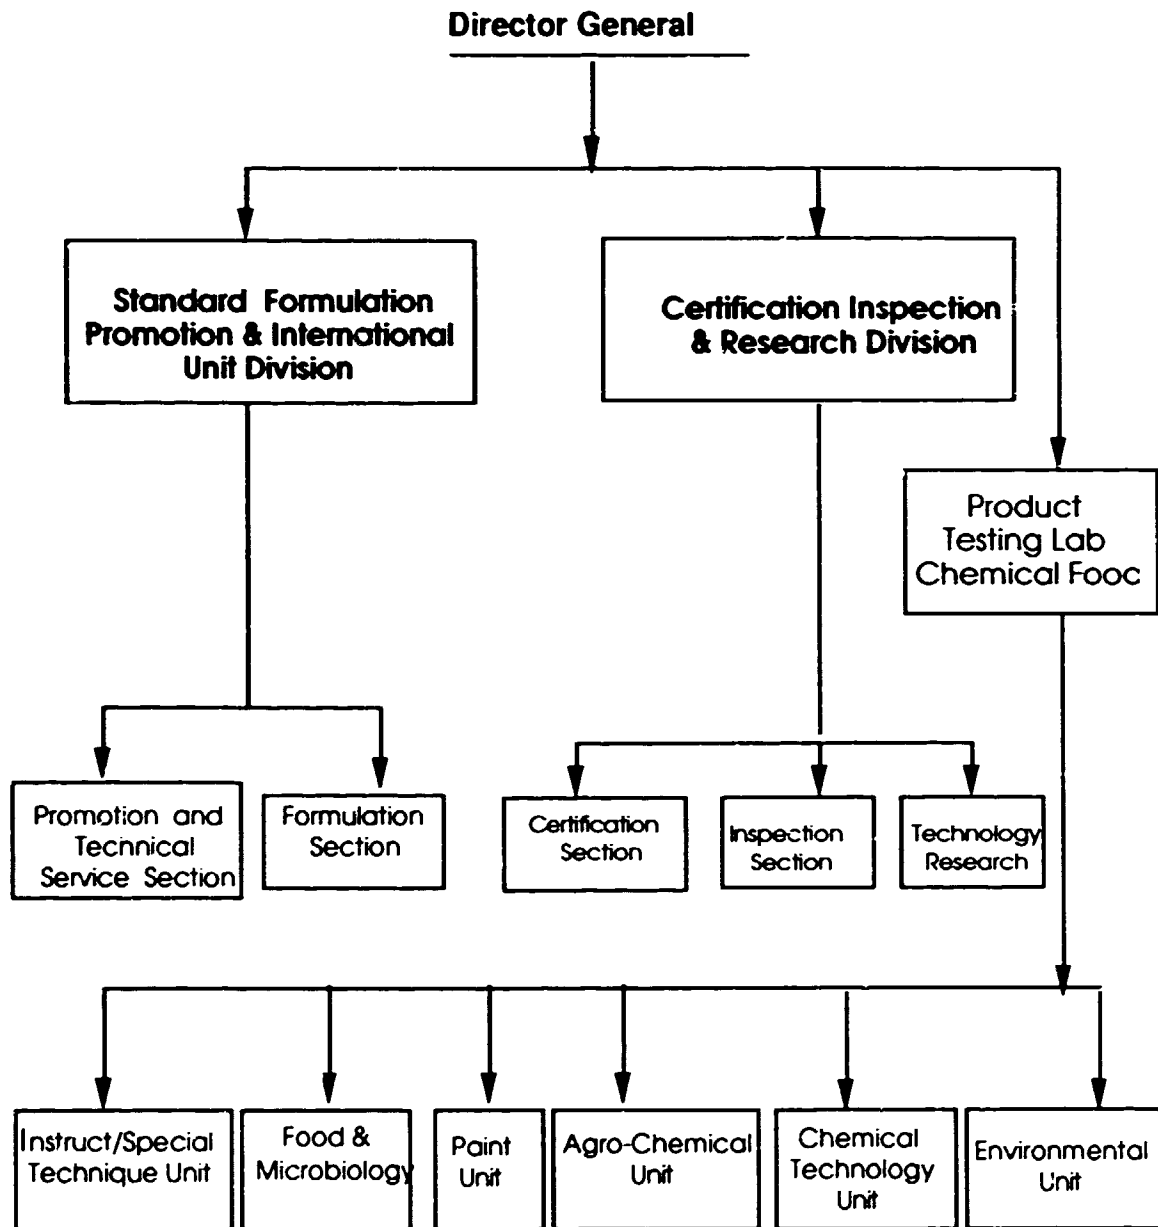 Director General
Standard Formulation
Promotion & International
Unit Division
Certification Inspection
& Research Division
Product
Testing Lab
Chemical Fooc
Promotion and
Technical
Service Section
Formulation
Section
Certification
Section
Inspection
Section
Technology
Research
Instruct/Special
Technique Unit
Food &
Microbiology
Paint
Unit
Agro-Chemical
Unit
Chemical
Technology
Unit
Environmental
Unit